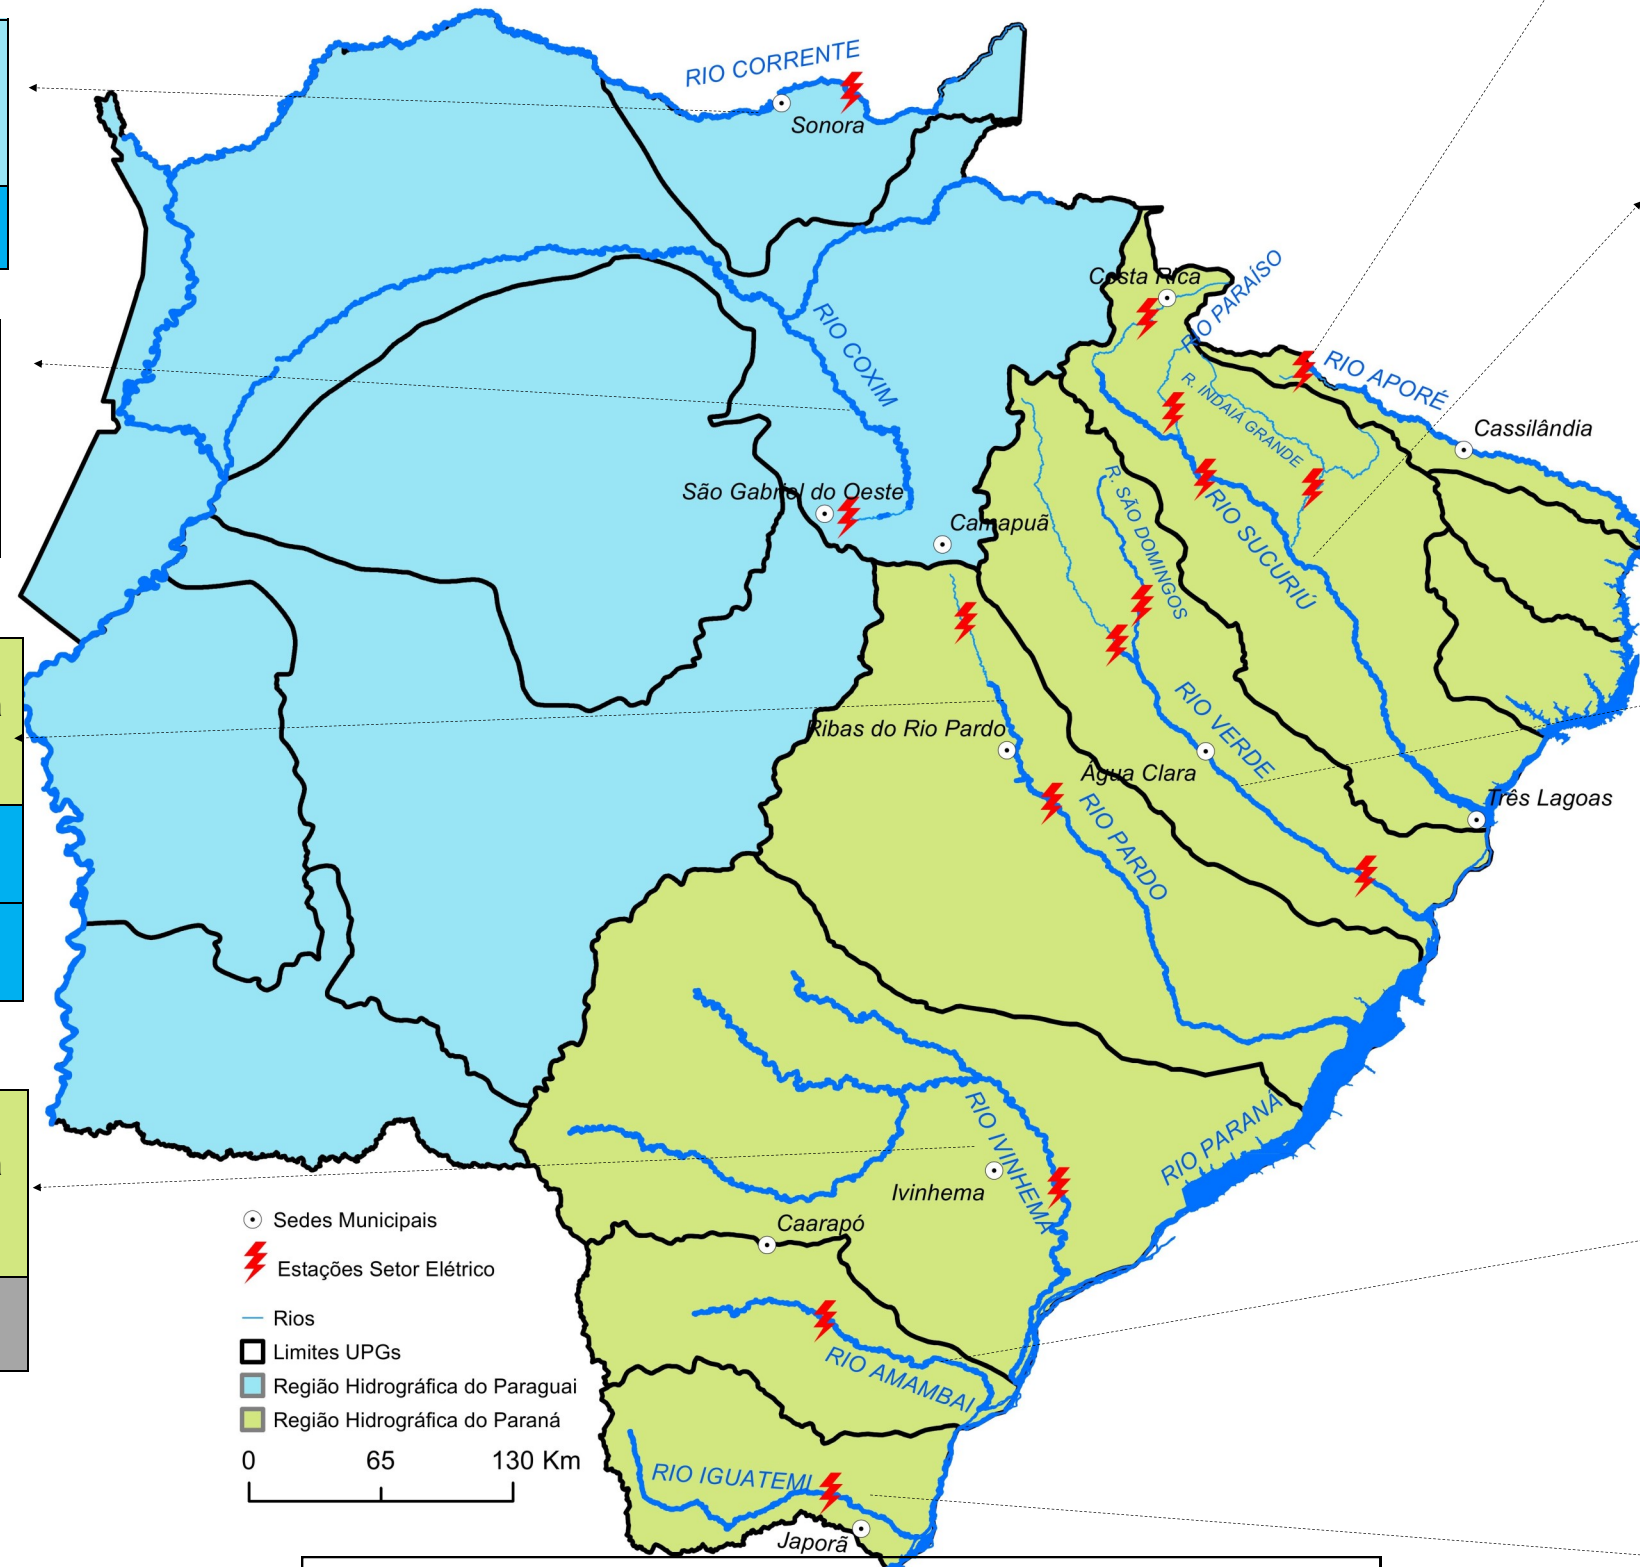 RIO CORRENTE
Sonora
Costa Rica
RIO PARAÍSO
RIO APORÉ
R. INDAIÁ GRANDE
Cassilândia
RIO COXIM
São Gabriel do Oeste
Camapuã
R. SÃO DOMINGOS
RIO SUCURIÚ
Ribas do Rio Pardo
RIO VERDE
Água Clara
Três Lagoas
RIO PARDO
RIO IVINHEMA
RIO PARANÁ
Ivinhema
Caarapó
RIO AMAMBAI
RIO IGUATEMI
Japorã
Sedes Municipais
Estações Setor Elétrico
Rios
Limites UPGs
Região Hidrográfica do Paraguai
Região Hidrográfica do Paraná
0 65 130 Km